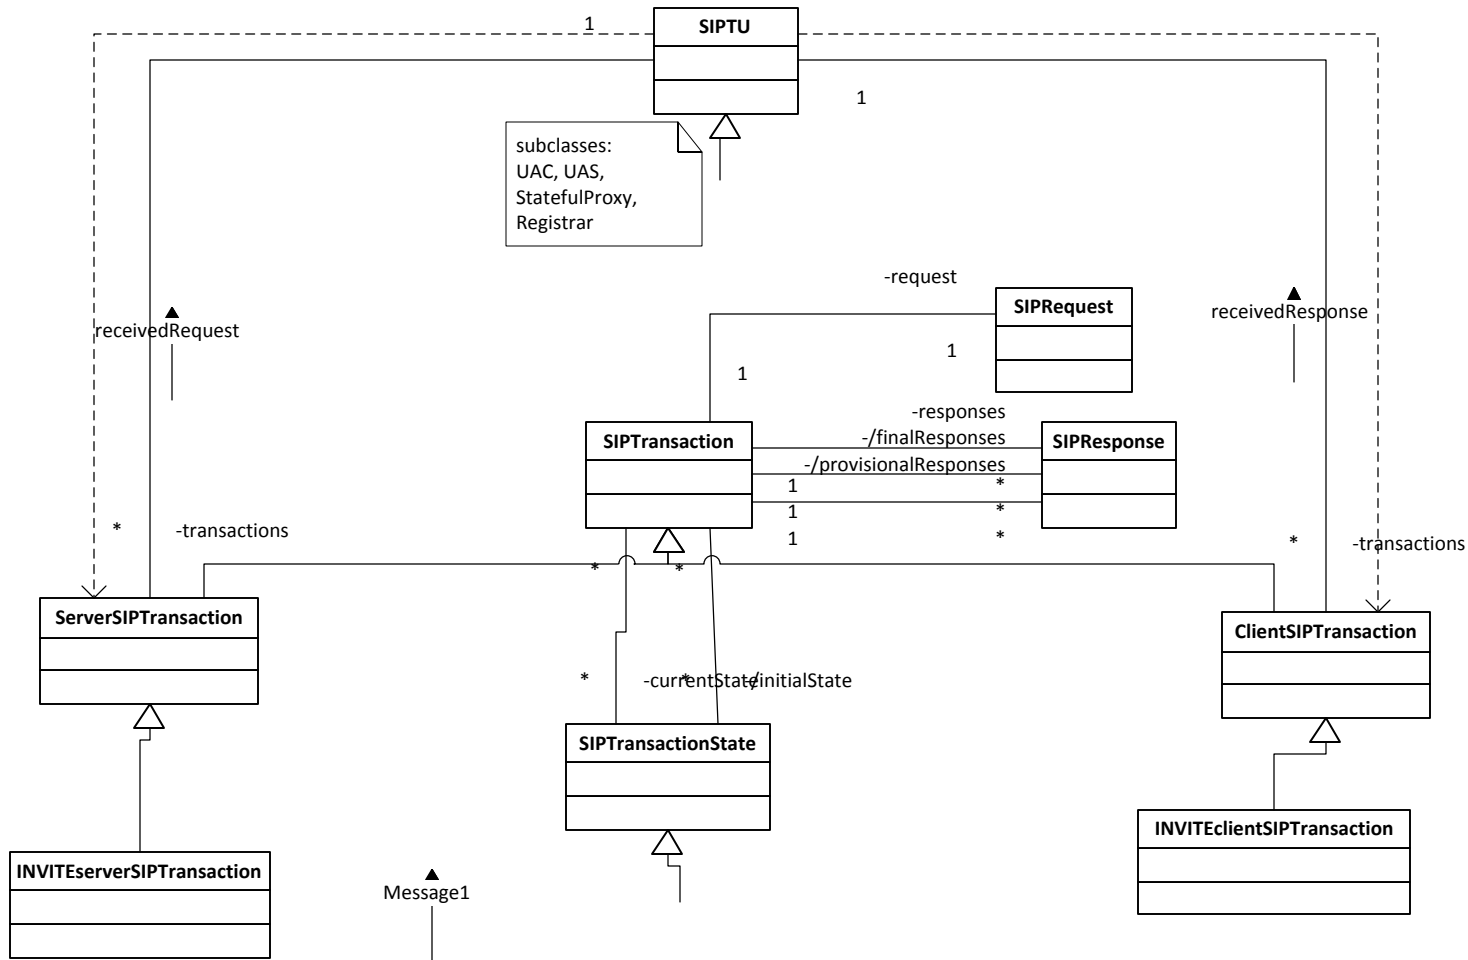 1
SIPTU
1
subclasses:
UAC, UAS,
StatefulProxy,
Registrar
-request
SIPRequest
receivedRequest
receivedResponse
1
1
-responses
SIPTransaction
-/finalResponses
SIPResponse
-/provisionalResponses
1
*
1
*
1
*
*
-transactions
*
-transactions
*
*
ServerSIPTransaction
ClientSIPTransaction
*
-currentState
*
-/initialState
SIPTransactionState
INVITEclientSIPTransaction
INVITEserverSIPTransaction
Message1